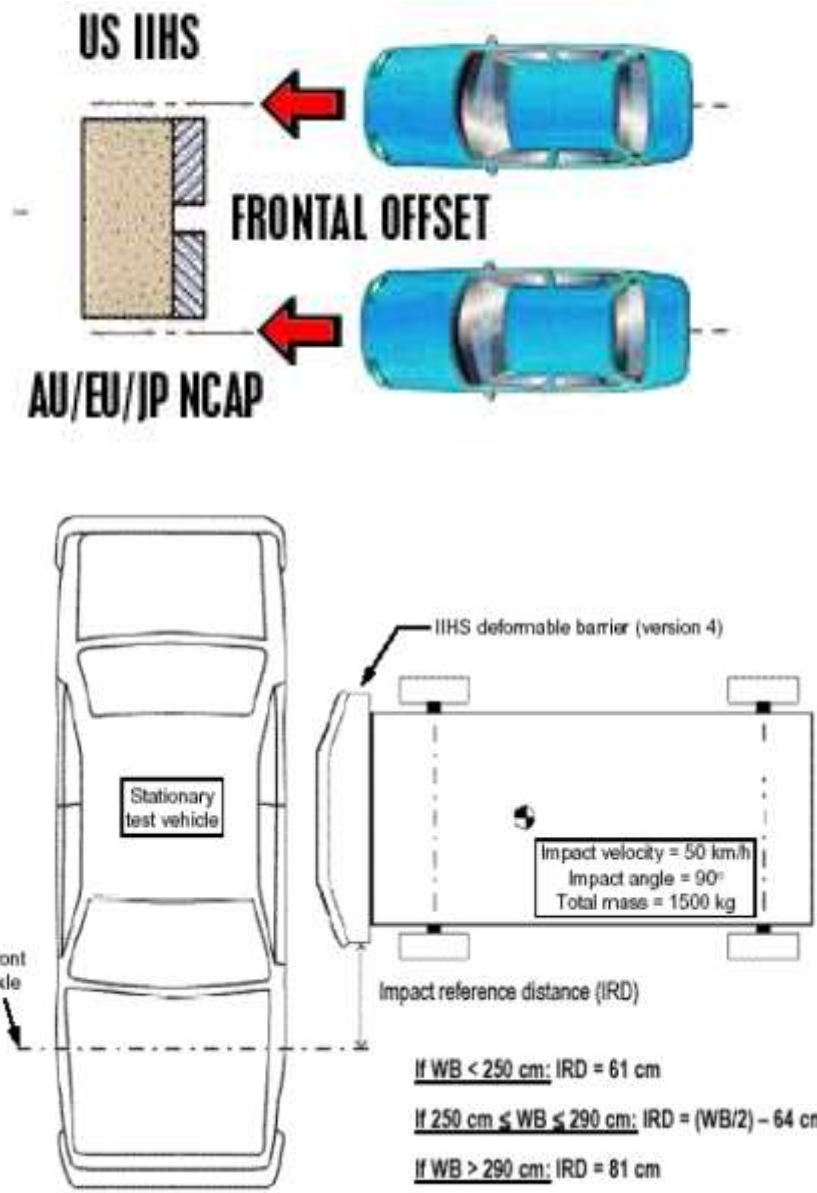 US IIHS
FRONTAL OFFSET
AU/EU/JP NCAP
IIHS deformable barrier (version 4)
Stationary
test vehicle
Impact velocity = 50 km/h
Impact angle = 90°
Total mass = 1500 kg
Impact reference distance (IRD)
If WB < 250 cm: IRD = 61 cm
If 250 cm ≤ WB ≤ 290 cm: IRD = (WB/2) – 64 cm
If WB > 290 cm: IRD = 81 cm